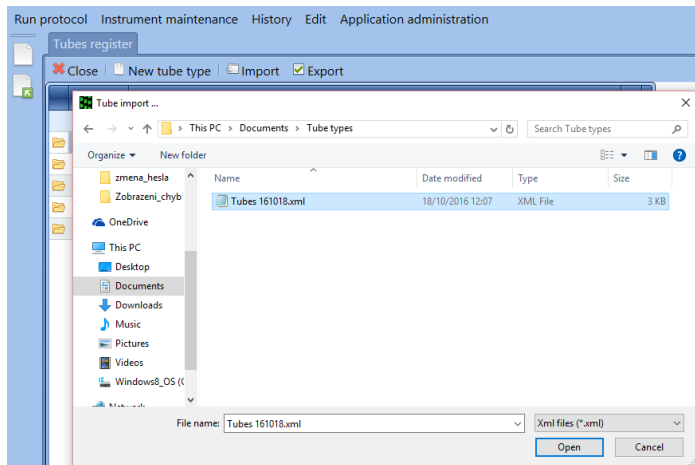 Run protocol Instrument maintenance History Edit Application administration
Tubes register
Close New tube type Import Export
Tube import ...
This PC > Documents > Tube types
Search Tube types
Organize New folder
Name Date modified Type Size
zmena_hesla
Zobrazeni_chyb
Tubes 161018.xml 18/10/2016 12:07 XML File 3 KB
OneDrive
This PC
Desktop
Documents
Downloads
Music
Pictures
Videos
Windows8_OS (C
Network
File name: Tubes 161018.xml Xml files (*.xml)
Open Cancel